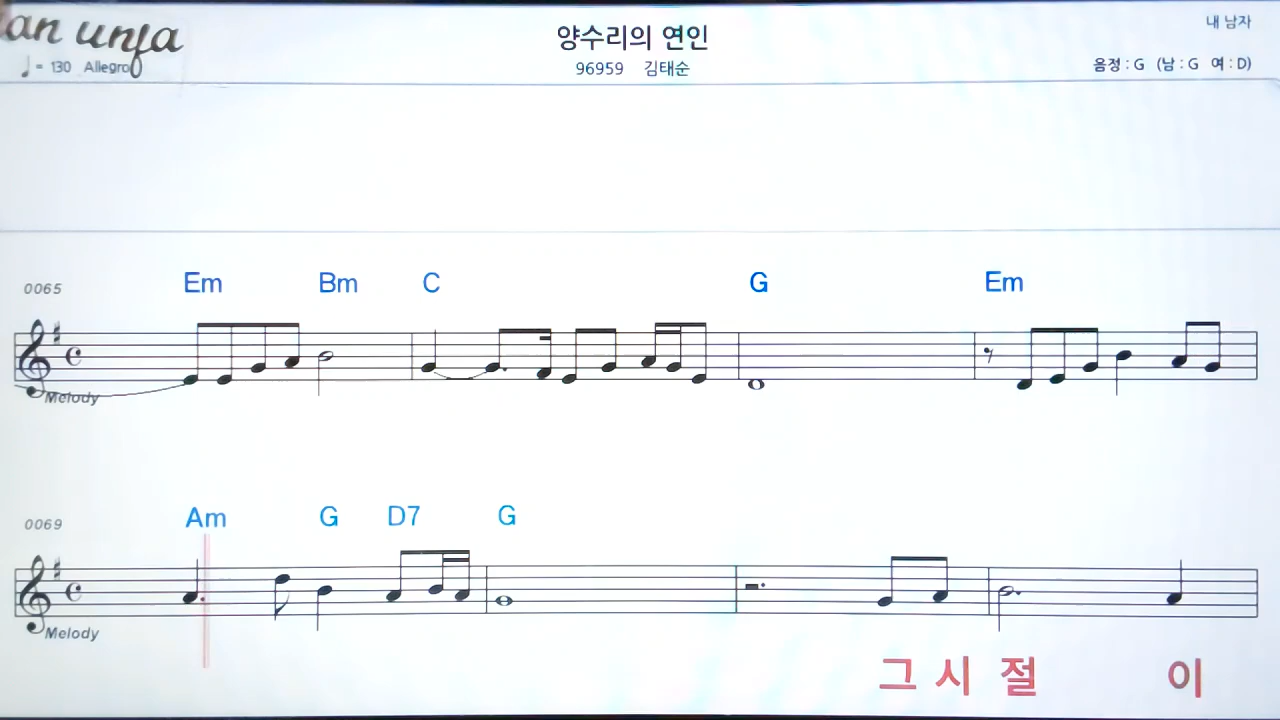 an unfa
양수리의 연인
내 남자
♩= 130 Allegro
96959 김태순
음정 : G (남 : G 여 : D)
0065
Em Bm C G Em
Melody
0069
Am G D7 G
Melody
그 시 절 이